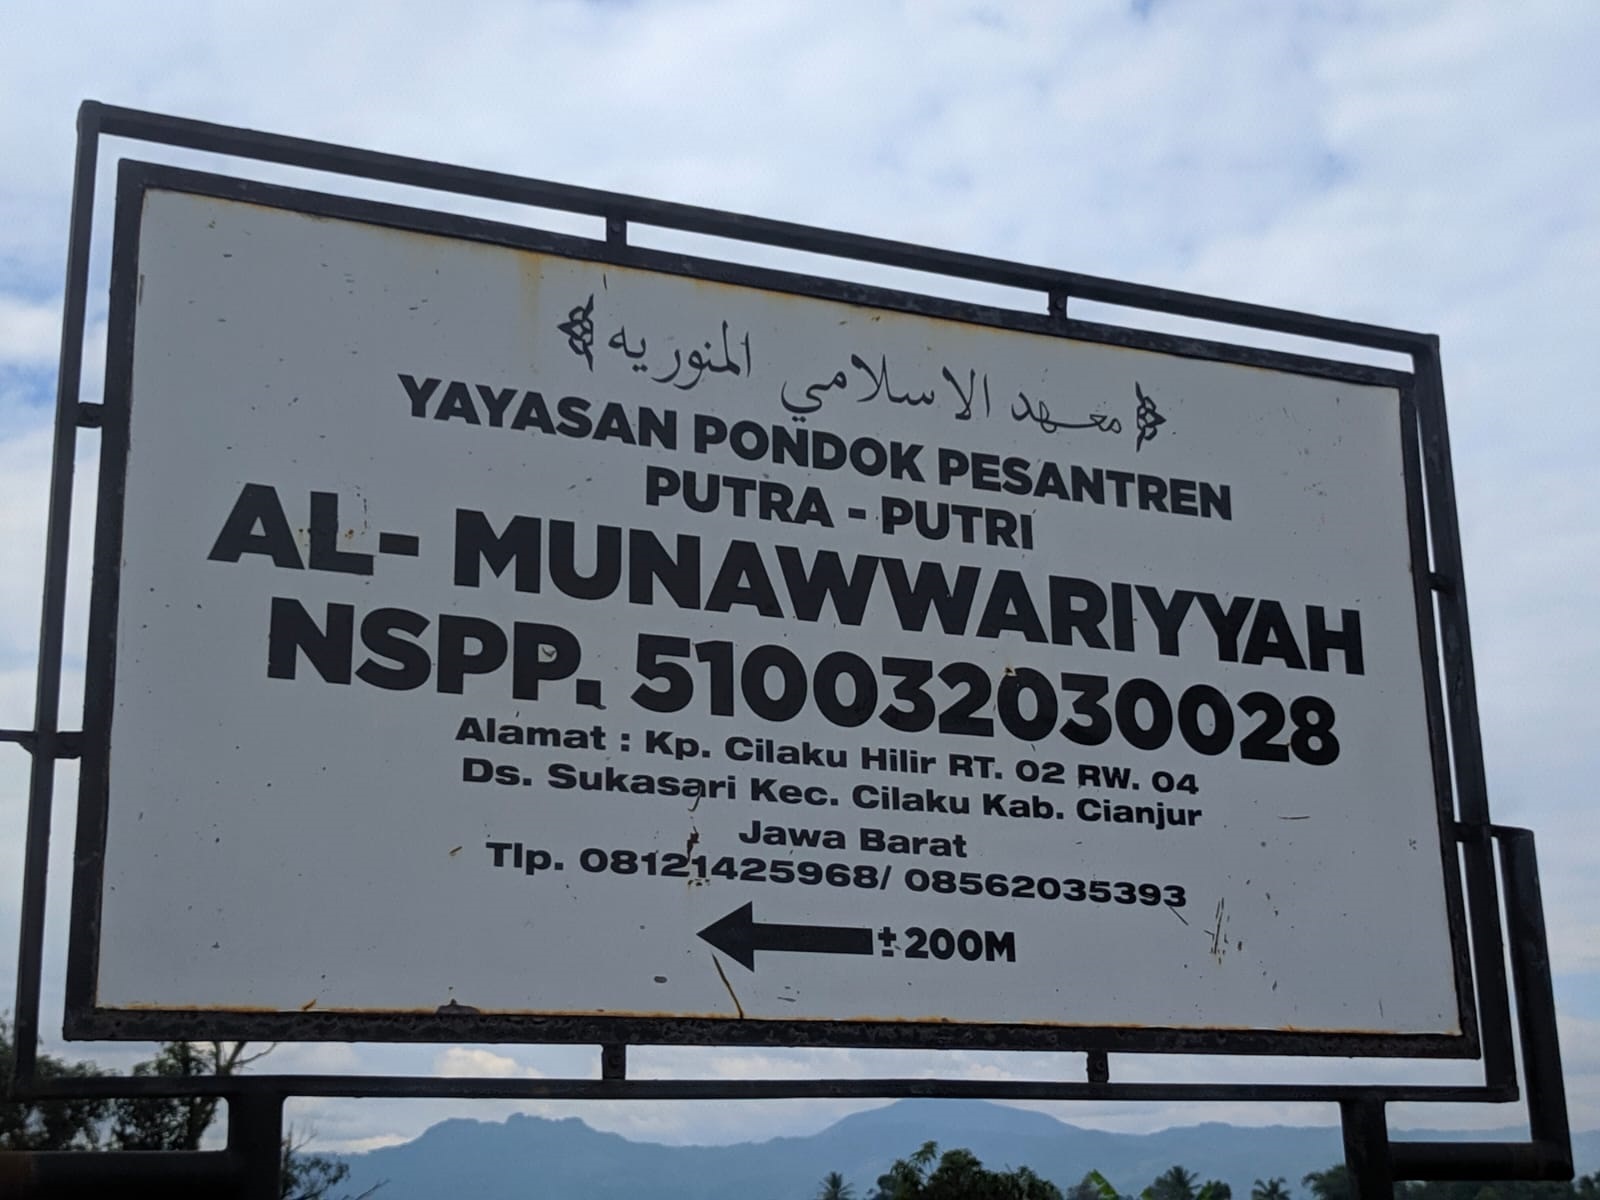 معهد الاسلامي المنوريه
YAYASAN PONDOK PESANTREN
PUTRA - PUTRI
AL- MUNAWWARIYYAH
NSPP. 510032030028
Alamat : Kp. Cilaku Hilir RT. 02 RW. 04
Ds. Sukasari Kec. Cilaku Kab. Cianjur
Jawa Barat
Tlp. 08121425968/ 08562035393
±200M